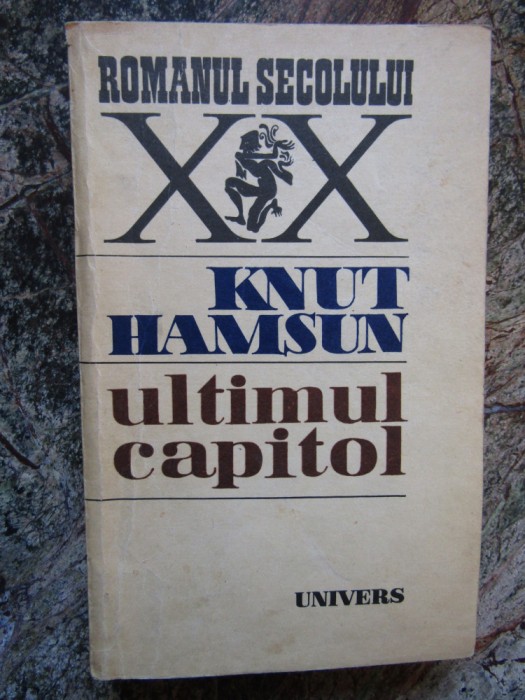 ROMANUL SECOLULUI
XX
KNUT
HAMSUN
ultimul
capitol
UNIVERS